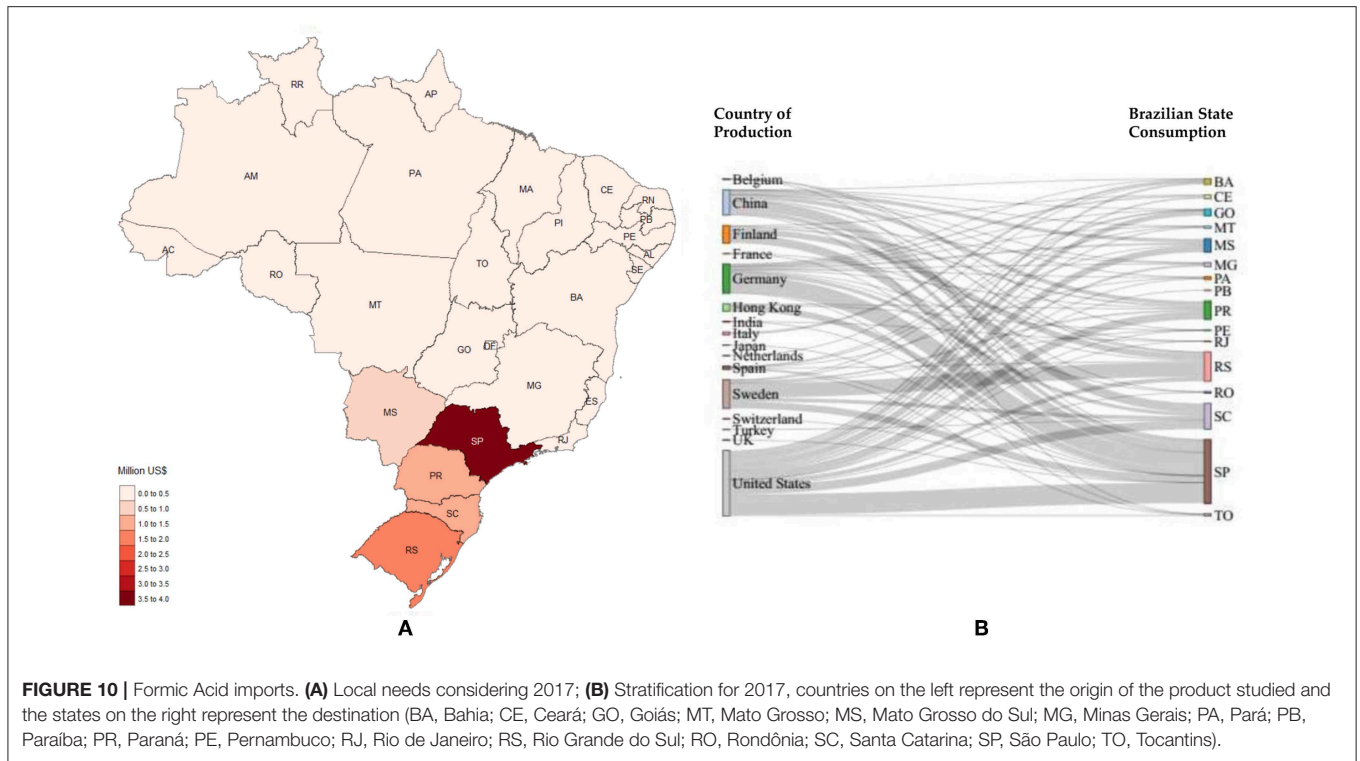 RR
AP
AM
PA
MA
CE
RN
PB
PI
PE
AL
SE
AC
RO
TO
BA
MT
GO
DF
MG
ES
MS
SP
RJ
PR
SC
RS
Million US$
0.0 to 0.5
0.5 to 1.0
1.0 to 1.5
1.5 to 2.0
2.0 to 2.5
2.5 to 3.0
3.0 to 3.5
3.5 to 4.0
A
Country of
Production
Brazilian State
Consumption
Belgium
China
Finland
France
Germany
Hong Kong
India
Italy
Japan
Netherlands
Spain
Sweden
Switzerland
Turkey
UK
United States
BA
CE
GO
MT
MS
MG
PA
PB
PR
PE
RJ
RS
RO
SC
SP
TO
B
FIGURE 10 | Formic Acid imports. (A) Local needs considering 2017; (B) Stratification for 2017, countries on the left represent the origin of the product studied and
the states on the right represent the destination (BA, Bahia; CE, Ceará; GO, Goiás; MT, Mato Grosso; MS, Mato Grosso do Sul; MG, Minas Gerais; PA, Pará; PB,
Paraíba; PR, Paraná; PE, Pernambuco; RJ, Rio de Janeiro; RS, Rio Grande do Sul; RO, Rondônia; SC, Santa Catarina; SP, São Paulo; TO, Tocantins).